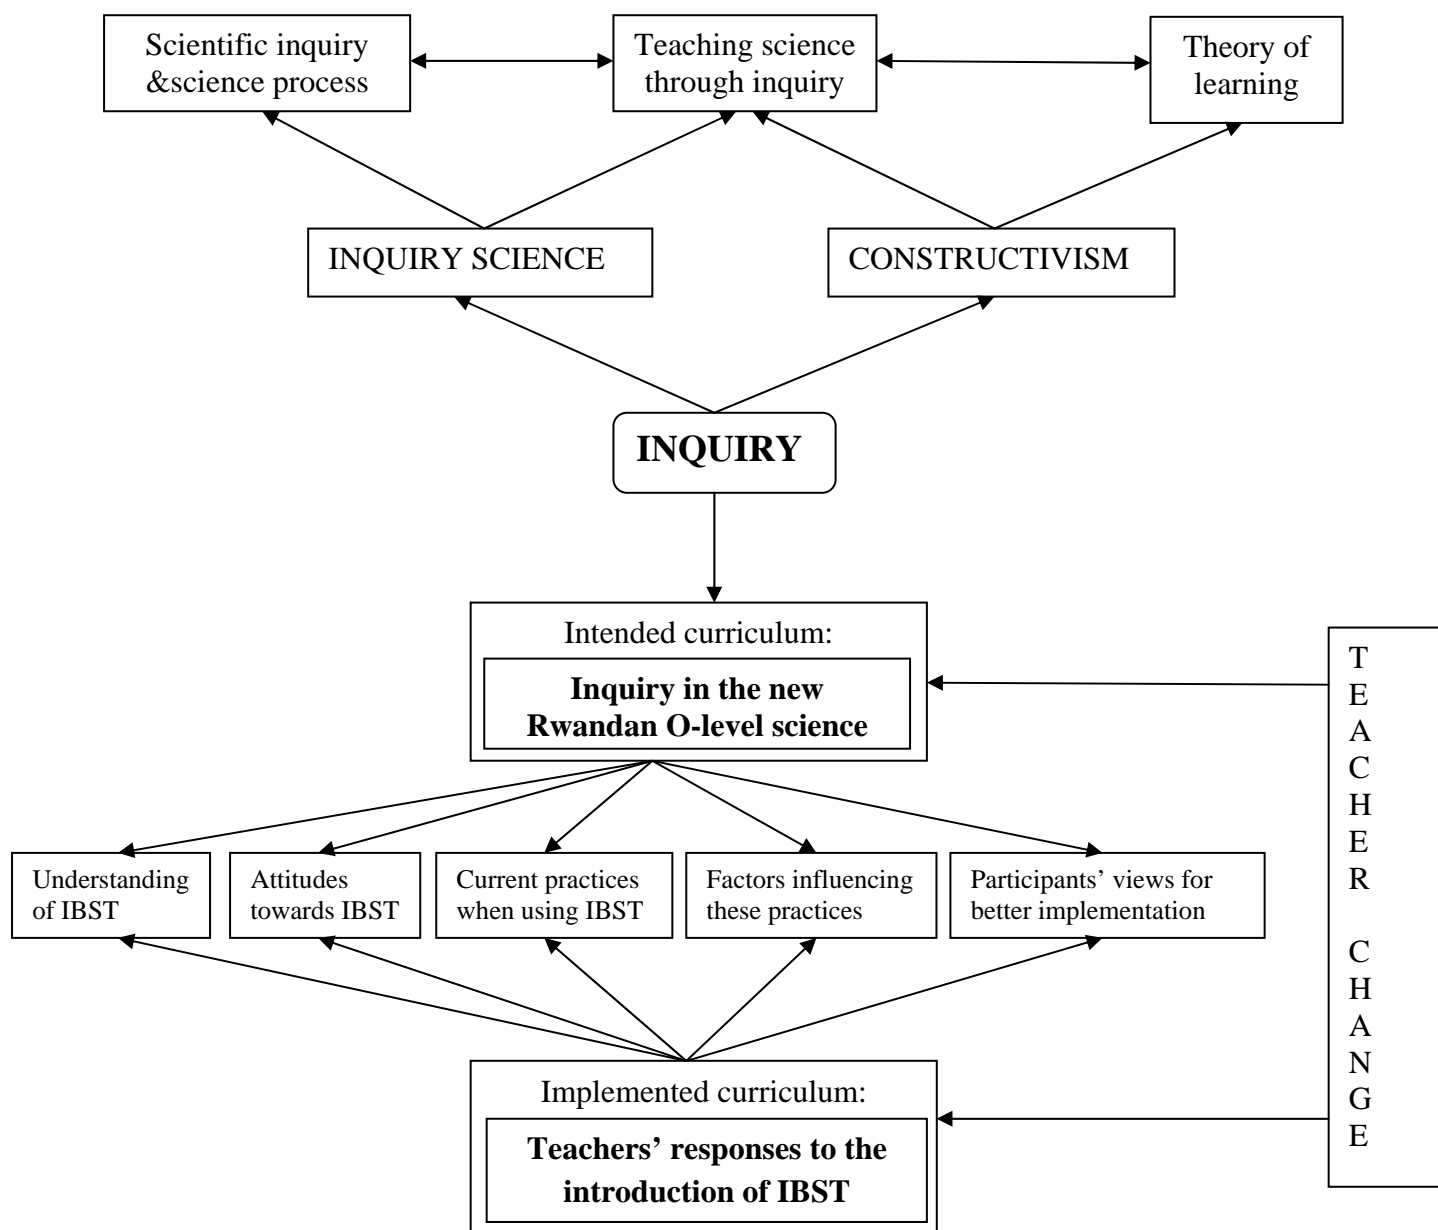 Scientific inquiry
&science process
Teaching science
through inquiry
Theory of
learning
INQUIRY SCIENCE
CONSTRUCTIVISM
INQUIRY
Intended curriculum:
Inquiry in the new
Rwandan O-level science
Understanding
of IBST
Attitudes
towards IBST
Current practices
when using IBST
Factors influencing
these practices
Participants’ views for
better implementation
Implemented curriculum:
Teachers’ responses to the
introduction of IBST
T
E
A
C
H
E
R
C
H
A
N
G
E